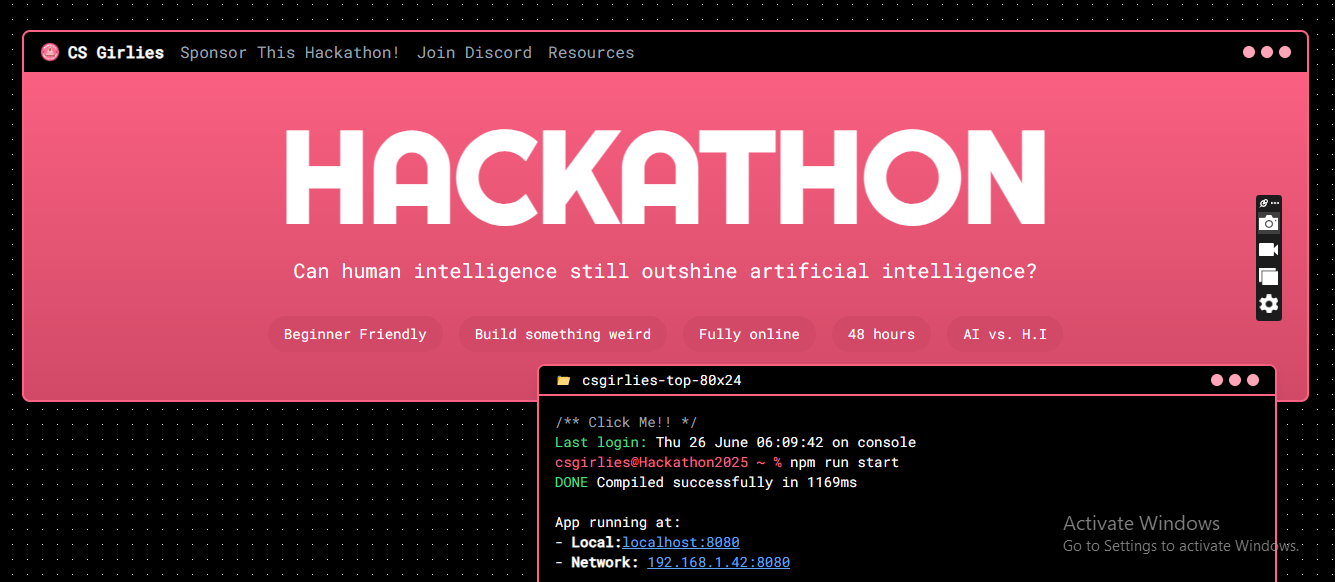 CS Girlies Sponsor This Hackathon! Join Discord Resources
HACKATHON
Can human intelligence still outshine artificial intelligence?
Beginner Friendly Build something weird Fully online 48 hours AI vs. H.I
csgirlies-top-80x24
/** Click Me!! */
Last login: Thu 26 June 06:09:42 on console
csgirlies@Hackathon2025 ~ % npm run start
DONE Compiled successfully in 1169ms
App running at:
- Local:localhost:8080
- Network: 192.168.1.42:8080
Activate Windows
Go to Settings to activate Windows.